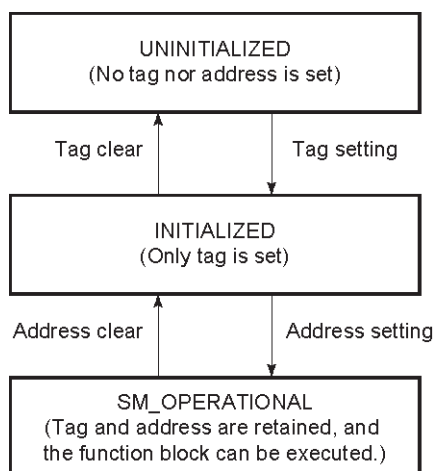 UNINITIALIZED
(No tag nor address is set)
Tag clear
Tag setting
INITIALIZED
(Only tag is set)
Address clear
Address setting
SM_OPERATIONAL
(Tag and address are retained, and
the function block can be executed.)